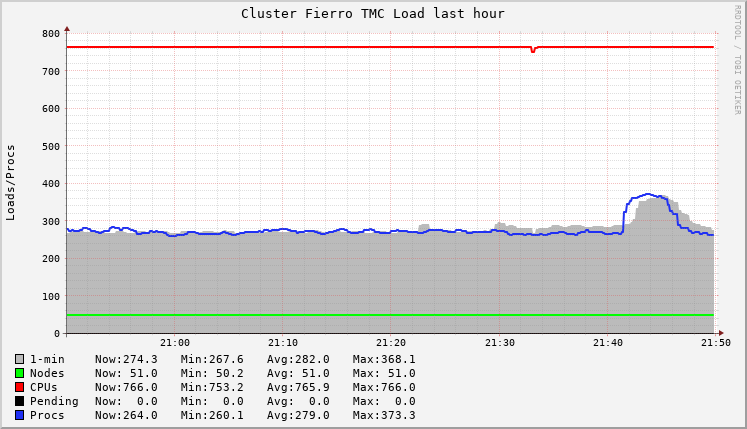 Cluster Fierro TMC Load last hour
RRDTOOL / TOBI OETIKER
Loads/Procs
800
700
600
500
400
300
200
100
0
21:00 21:10 21:20 21:30 21:40 21:50
1-min Now:274.3 Min:267.6 Avg:282.0 Max:368.1
Nodes Now: 51.0 Min: 50.2 Avg: 51.0 Max: 51.0
CPUs Now:766.0 Min:753.2 Avg:765.9 Max:766.0
Pending Now: 0.0 Min: 0.0 Avg: 0.0 Max: 0.0
Procs Now:264.0 Min:260.1 Avg:279.0 Max:373.3